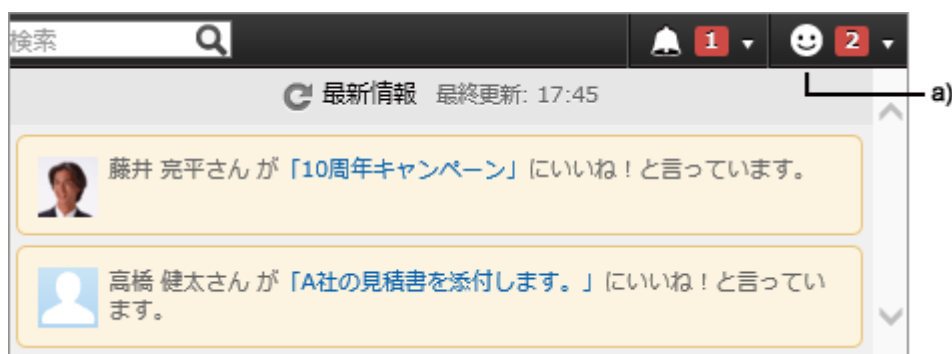 検索
1
2
a)
最新情報 最終更新: 17:45
藤井 亮平さん が「10周年キャンペーン」にいいね！と言っています。
高橋 健太さん が「A社の見積書を添付します。」にいいね！と言ってい
ます。